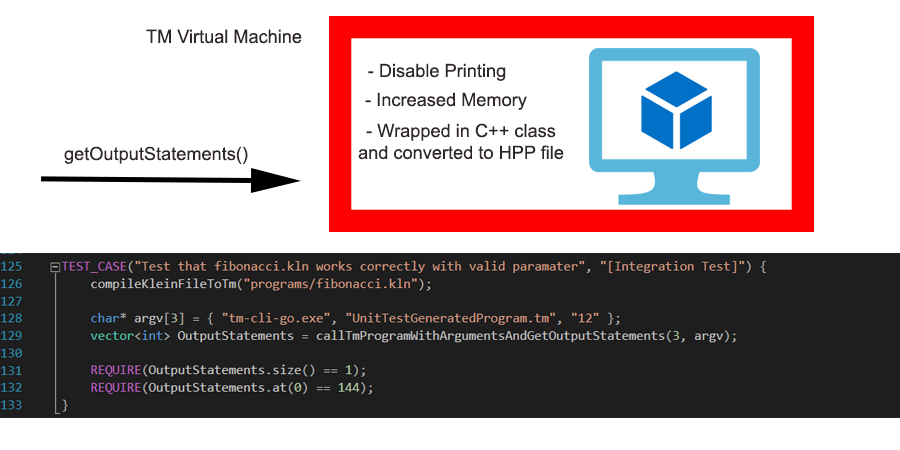 TM Virtual Machine
- Disable Printing
- Increased Memory
- Wrapped in C++ class
and converted to HPP file
getOutputStatements()
125 TEST_CASE("Test that fibonacci.kln works correctly with valid paramater", "[Integration Test]") {
126 compileKleinFileToTm("programs/fibonacci.kln");
127
128 char* argv[3] = { "tm-cli-go.exe", "UnitTestGeneratedProgram.tm", "12" };
129 vector<int> OutputStatements = callTmProgramWithArgumentsAndGetOutputStatements(3, argv);
130
131 REQUIRE(OutputStatements.size() == 1);
132 REQUIRE(OutputStatements.at(0) == 144);
133 }